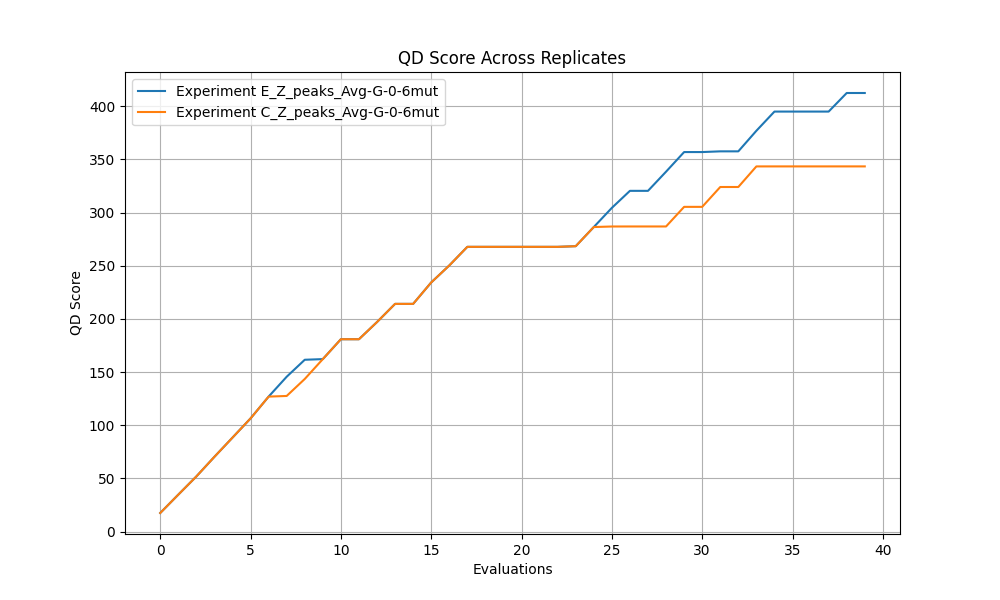 QD Score Across Replicates
Experiment E_Z_peaks_Avg-G-0-6mut
Experiment C_Z_peaks_Avg-G-0-6mut
QD Score
400
350
300
250
200
150
100
50
0
0 5 10 15 20 25 30 35 40
Evaluations